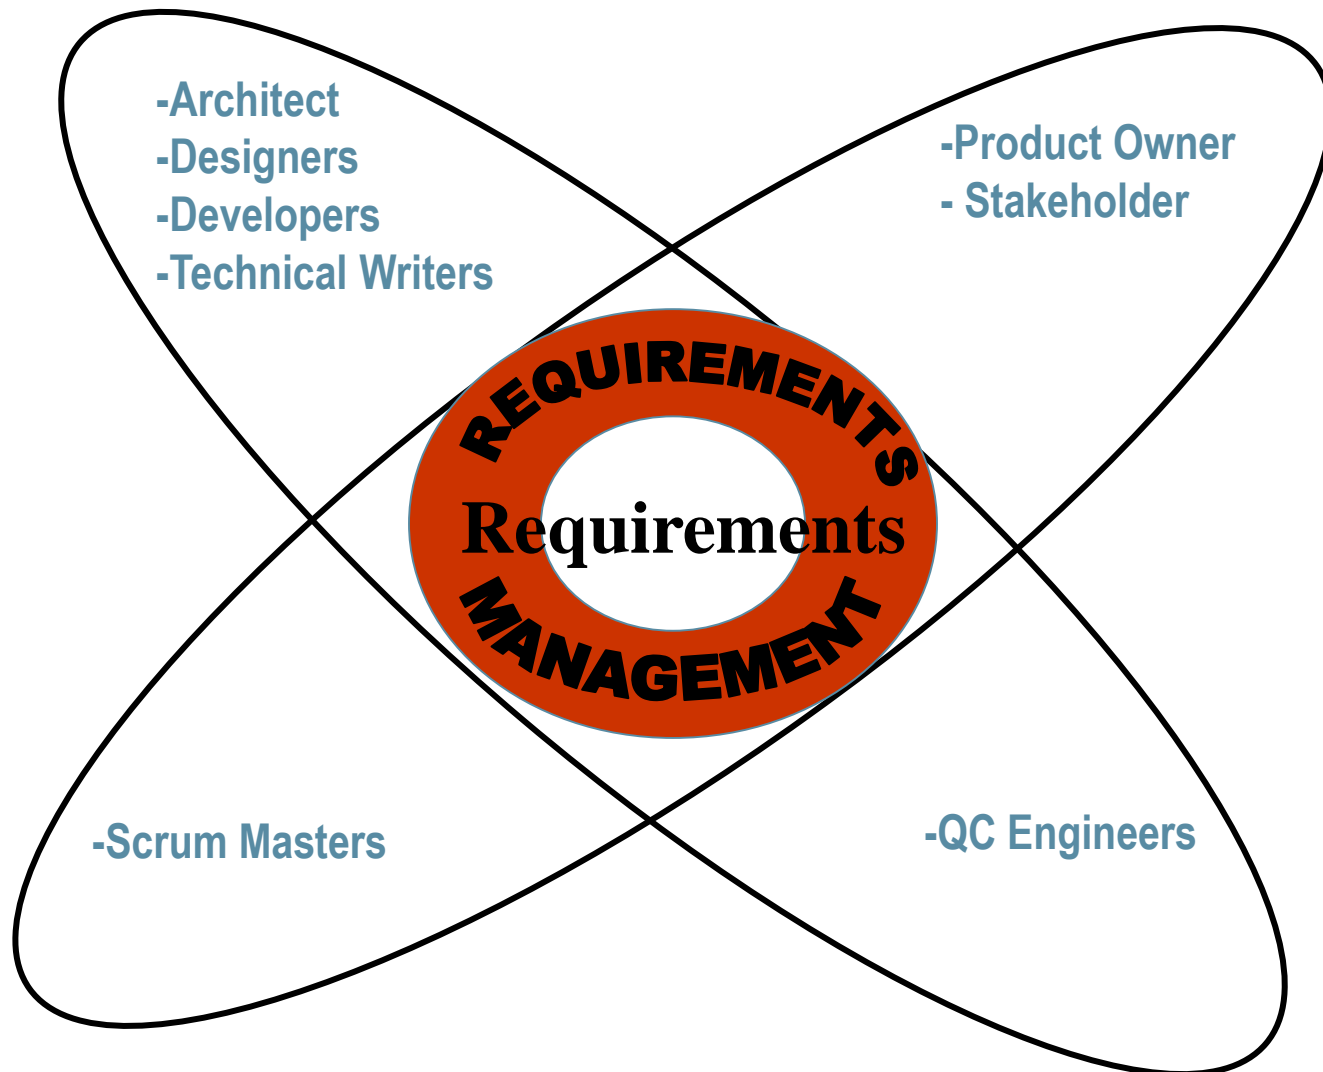 -Architect
-Designers
-Developers
-Technical Writers
-Product Owner
- Stakeholder
REQUIREMENTS
Requirements
MANAGEMENT
-Scrum Masters
-QC Engineers